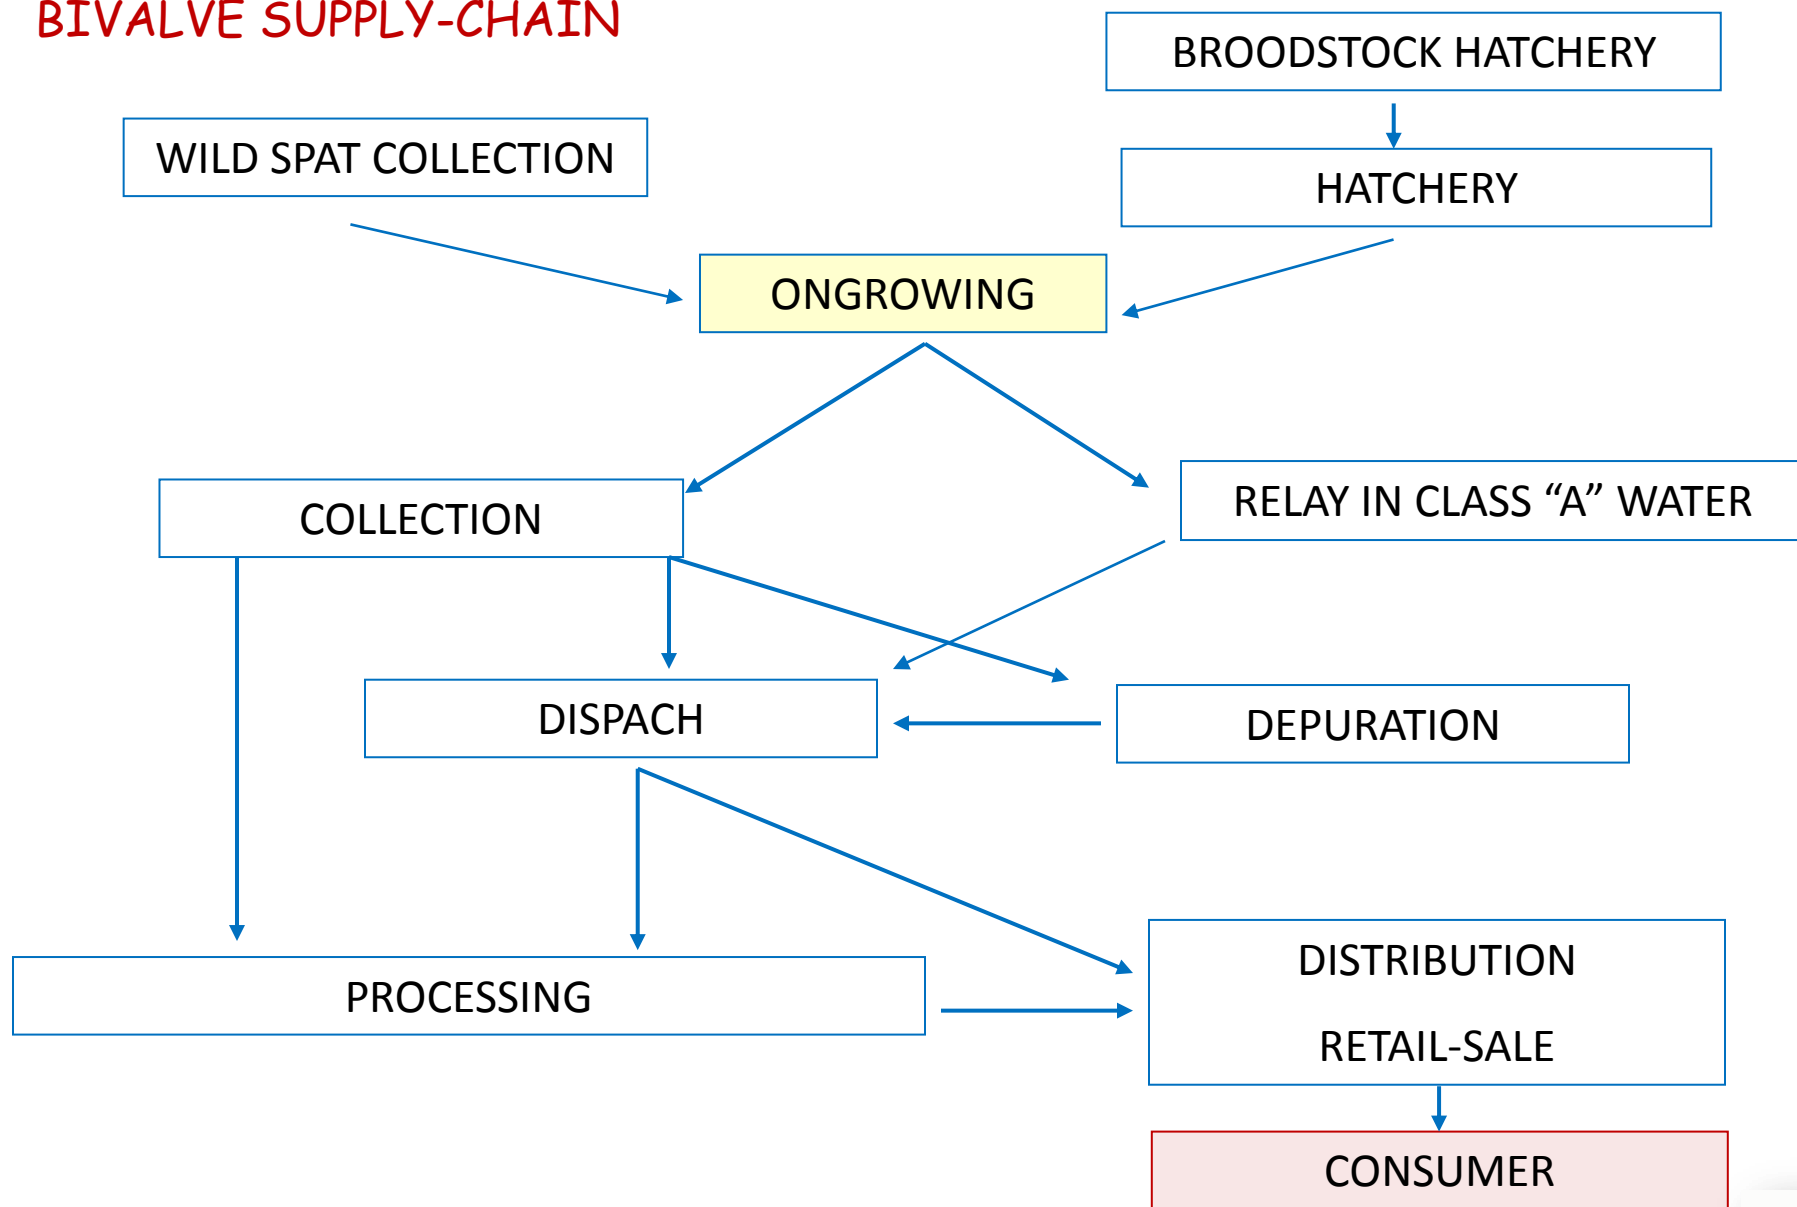 BIVALVE SUPPLY-CHAIN
BROODSTOCK HATCHERY
WILD SPAT COLLECTION
HATCHERY
ONGROWING
COLLECTION
RELAY IN CLASS “A” WATER
DISPACH
DEPURATION
PROCESSING
DISTRIBUTION
RETAIL-SALE
CONSUMER